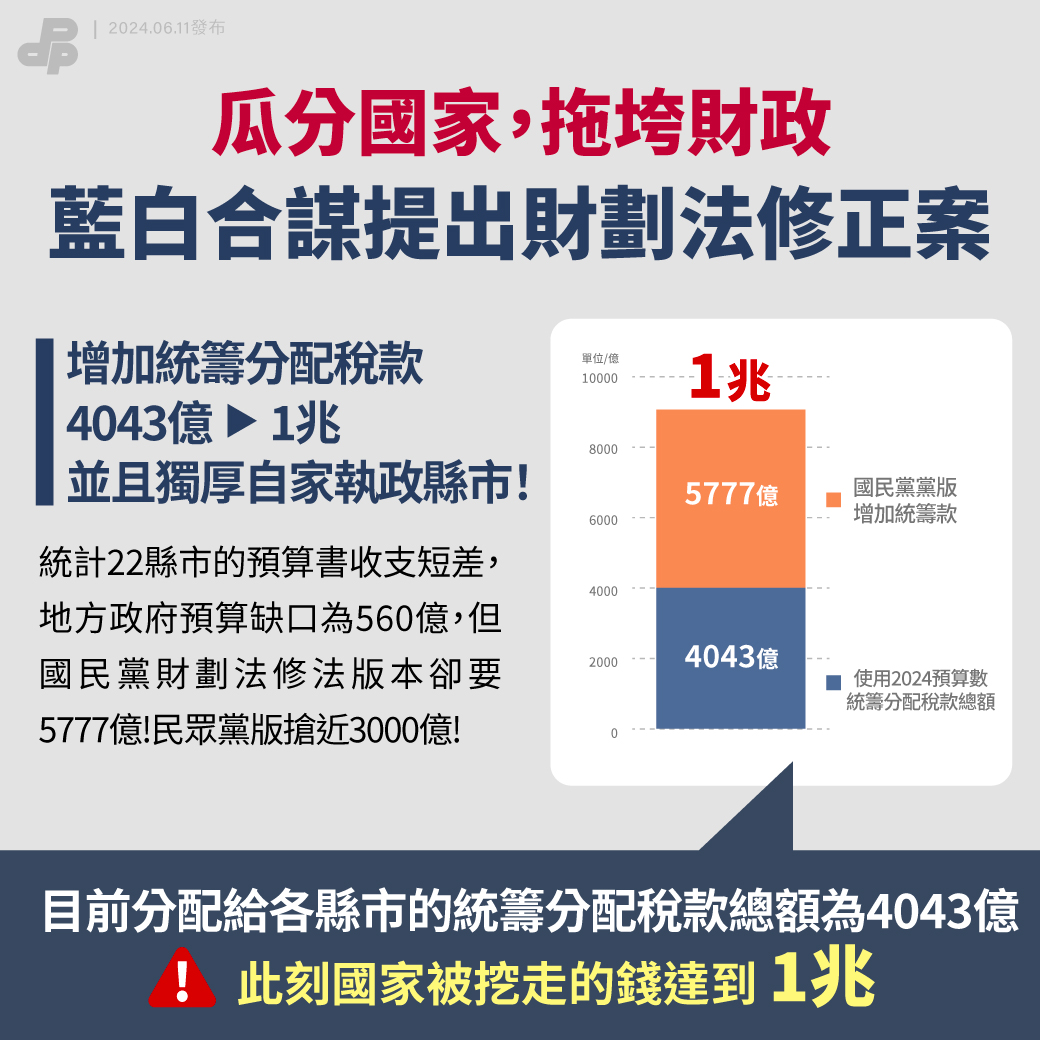 dpp | 2024.06.11發布
瓜分國家，拖垮財政
藍白合謀提出財劃法修正案
增加統籌分配稅款
4043億▶1兆
並且獨厚自家執政縣市！
統計22縣市的預算書收支短差，
地方政府預算缺口為560億，但
國民黨財劃法修法版本卻要
5777億!民眾黨版搶近3000億!
單位/億
10000
1兆
8000
5777億
國民黨黨版
增加統籌款
6000
4000
2000
4043億
使用2024預算數
統籌分配稅款總額
0
目前分配給各縣市的統籌分配稅款總額為4043億
!
此刻國家被挖走的錢達到 1兆